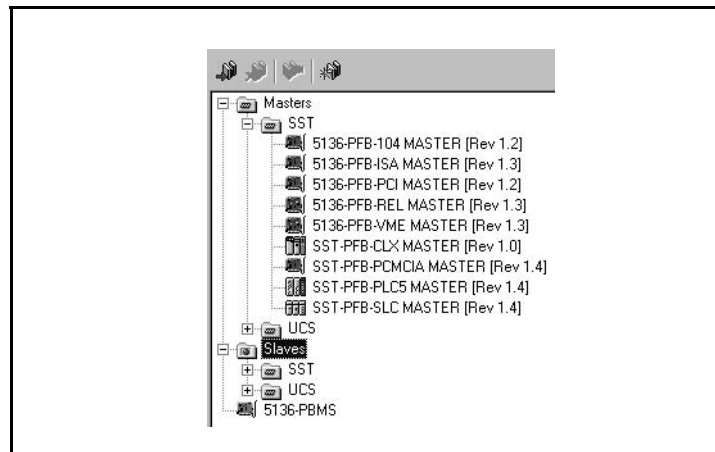 Masters
SST
5136-PFB-104 MASTER [Rev 1.2]
5136-PFB-ISA MASTER [Rev 1.3]
5136-PFB-PCI MASTER [Rev 1.2]
5136-PFB-REL MASTER [Rev 1.3]
5136-PFB-VME MASTER [Rev 1.3]
SST-PFB-CLX MASTER [Rev 1.0]
SST-PFB-PCMCIA MASTER [Rev 1.4]
SST-PFB-PLC5 MASTER [Rev 1.4]
SST-PFB-SLC MASTER [Rev 1.4]
UCS
Slaves
SST
UCS
5136-PBMS